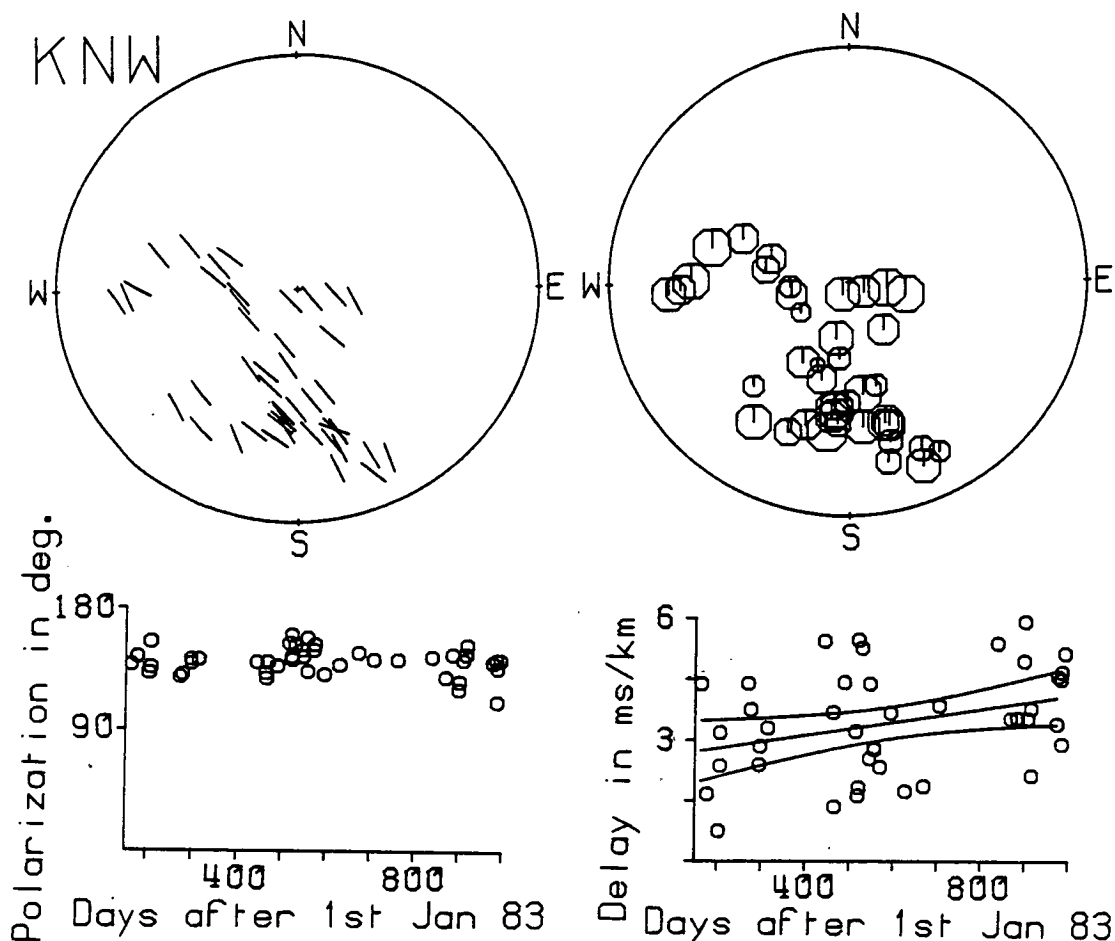 KNW
N
W
E
S
N
W
E
S
Polarization in deg.
180
90
400
800
Days after 1st Jan 83
Delay in ms/km
6
3
400
800
Days after 1st Jan 83